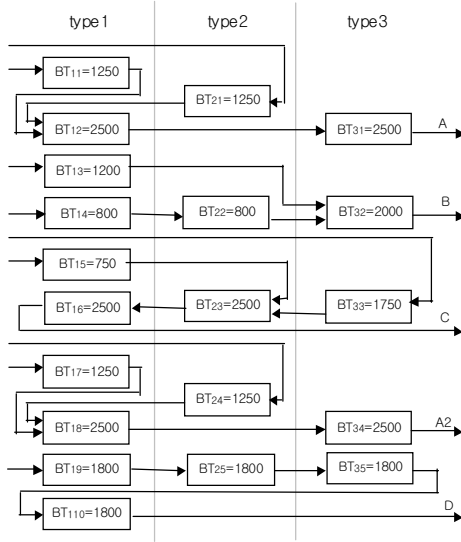 type1 type2 type3
BT11=1250
BT21=1250
BT12=2500 BT31=2500 A
BT13=1200
BT14=800 BT22=800 BT32=2000 B
BT15=750
BT16=2500 BT23=2500 BT33=1750
C
BT17=1250
BT24=1250
BT18=2500 BT34=2500 A2
BT19=1800 BT25=1800 BT35=1800
BT110=1800 D